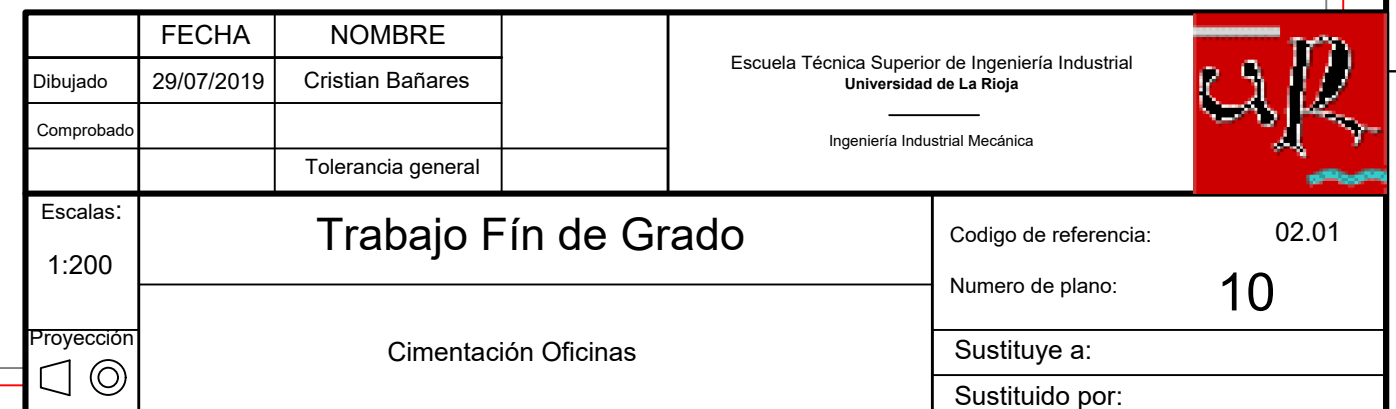 FECHA NOMBRE
Dibujado 29/07/2019 Cristian Bañares
Comprobado
Tolerancia general
Escuela Técnica Superior de Ingeniería Industrial
Universidad de La Rioja
Ingeniería Industrial Mecánica
uR
Escalas:
1:200
Trabajo Fín de Grado
Codigo de referencia: 02.01
Numero de plano: 10
Proyección
Cimentación Oficinas
Sustituye a:
Sustituido por: